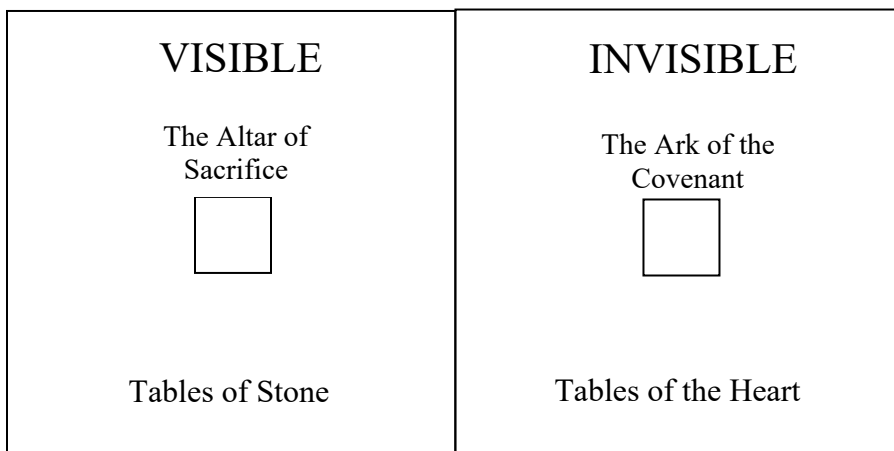 VISIBLE
The Altar of
Sacrifice
Tables of Stone
INVISIBLE
The Ark of the
Covenant
Tables of the Heart